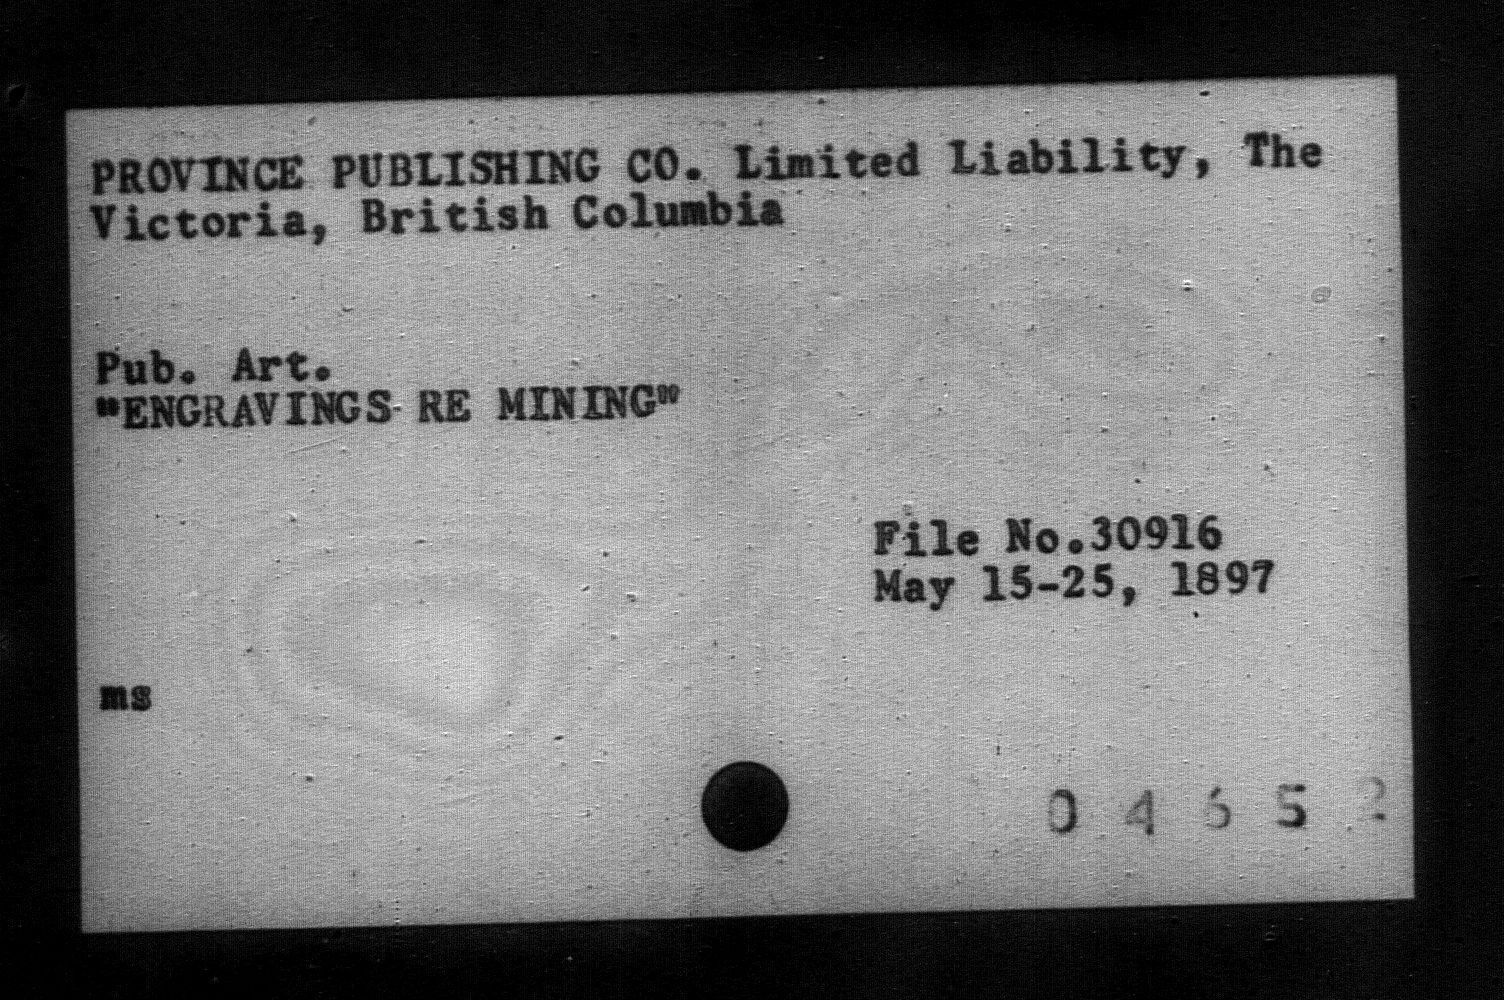 PROVINCE PUBLISHING CO. Limited Liability, The
Victoria, British Columbia
Pub. Art.
"ENGRAVINGS RE MINING"
File No.30916
May 15-25, 1897
ms
0 4 6 5 2